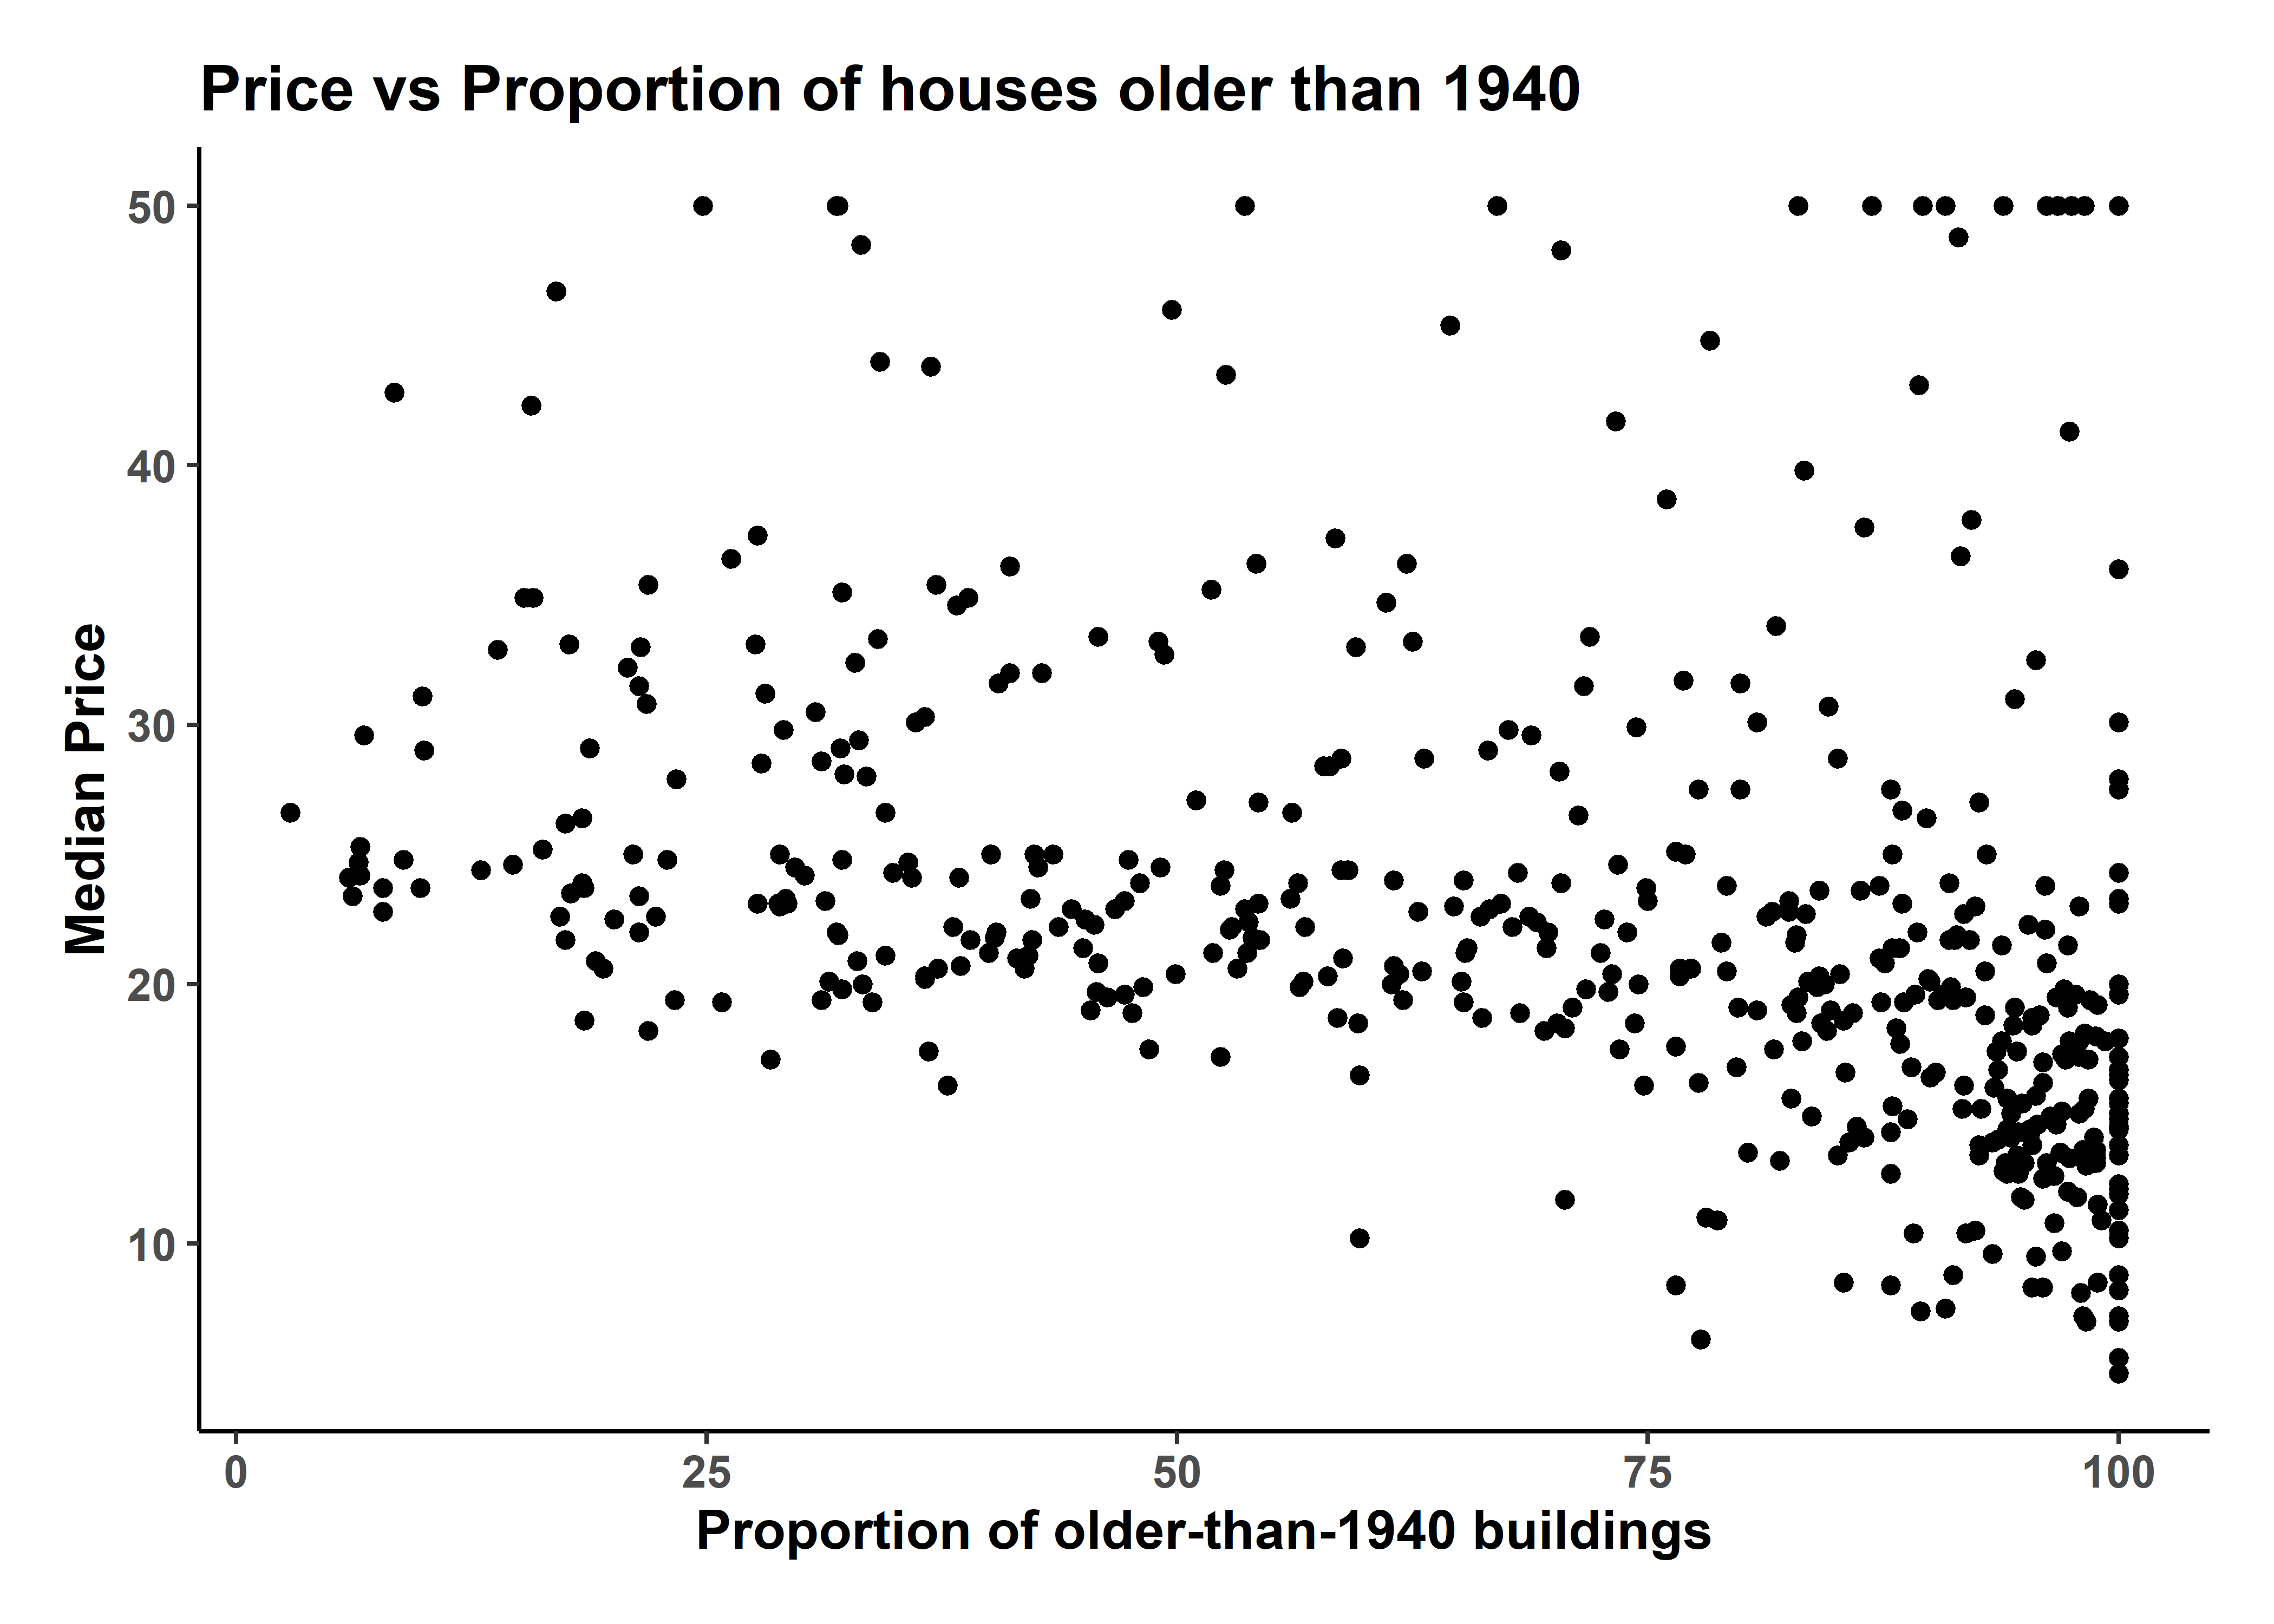 Price vs Proportion of houses older than 1940
50
40
30
20
10
Median Price
0 25 50 75 100
Proportion of older-than-1940 buildings